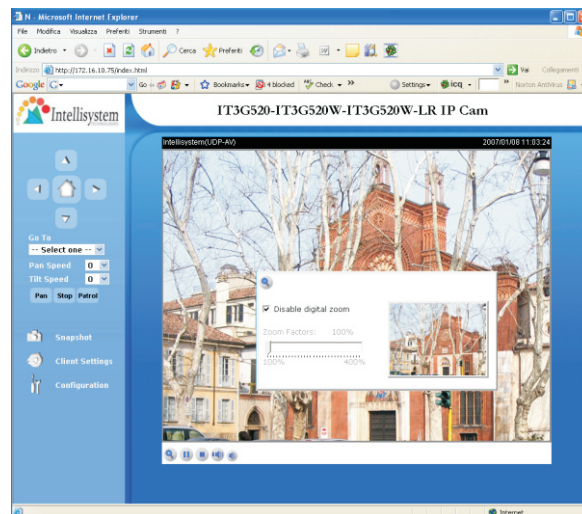 N - Microsoft Internet Explorer
File Modifica Visualizza Preferiti Strumenti ?
Indietro Cerca Preferiti
Indirizzo http://172.16.10.75/index.html Vai Collegamenti
Google G Go Bookmarks 4 blocked Check Settings icq Norton AntiVirus
Intellisystem
IT3G520-IT3G520W-IT3G520W-LR IP Cam
Intellisystem(UDP-AV) 2007/01/08 11:03:24
Go To
-- Select one --
Pan Speed 0
Tilt Speed 0
Pan Stop Patrol
Snapshot
Client Settings
Configuration
Disable digital zoom
Zoom Factors: 100%
100% 400%
Internet